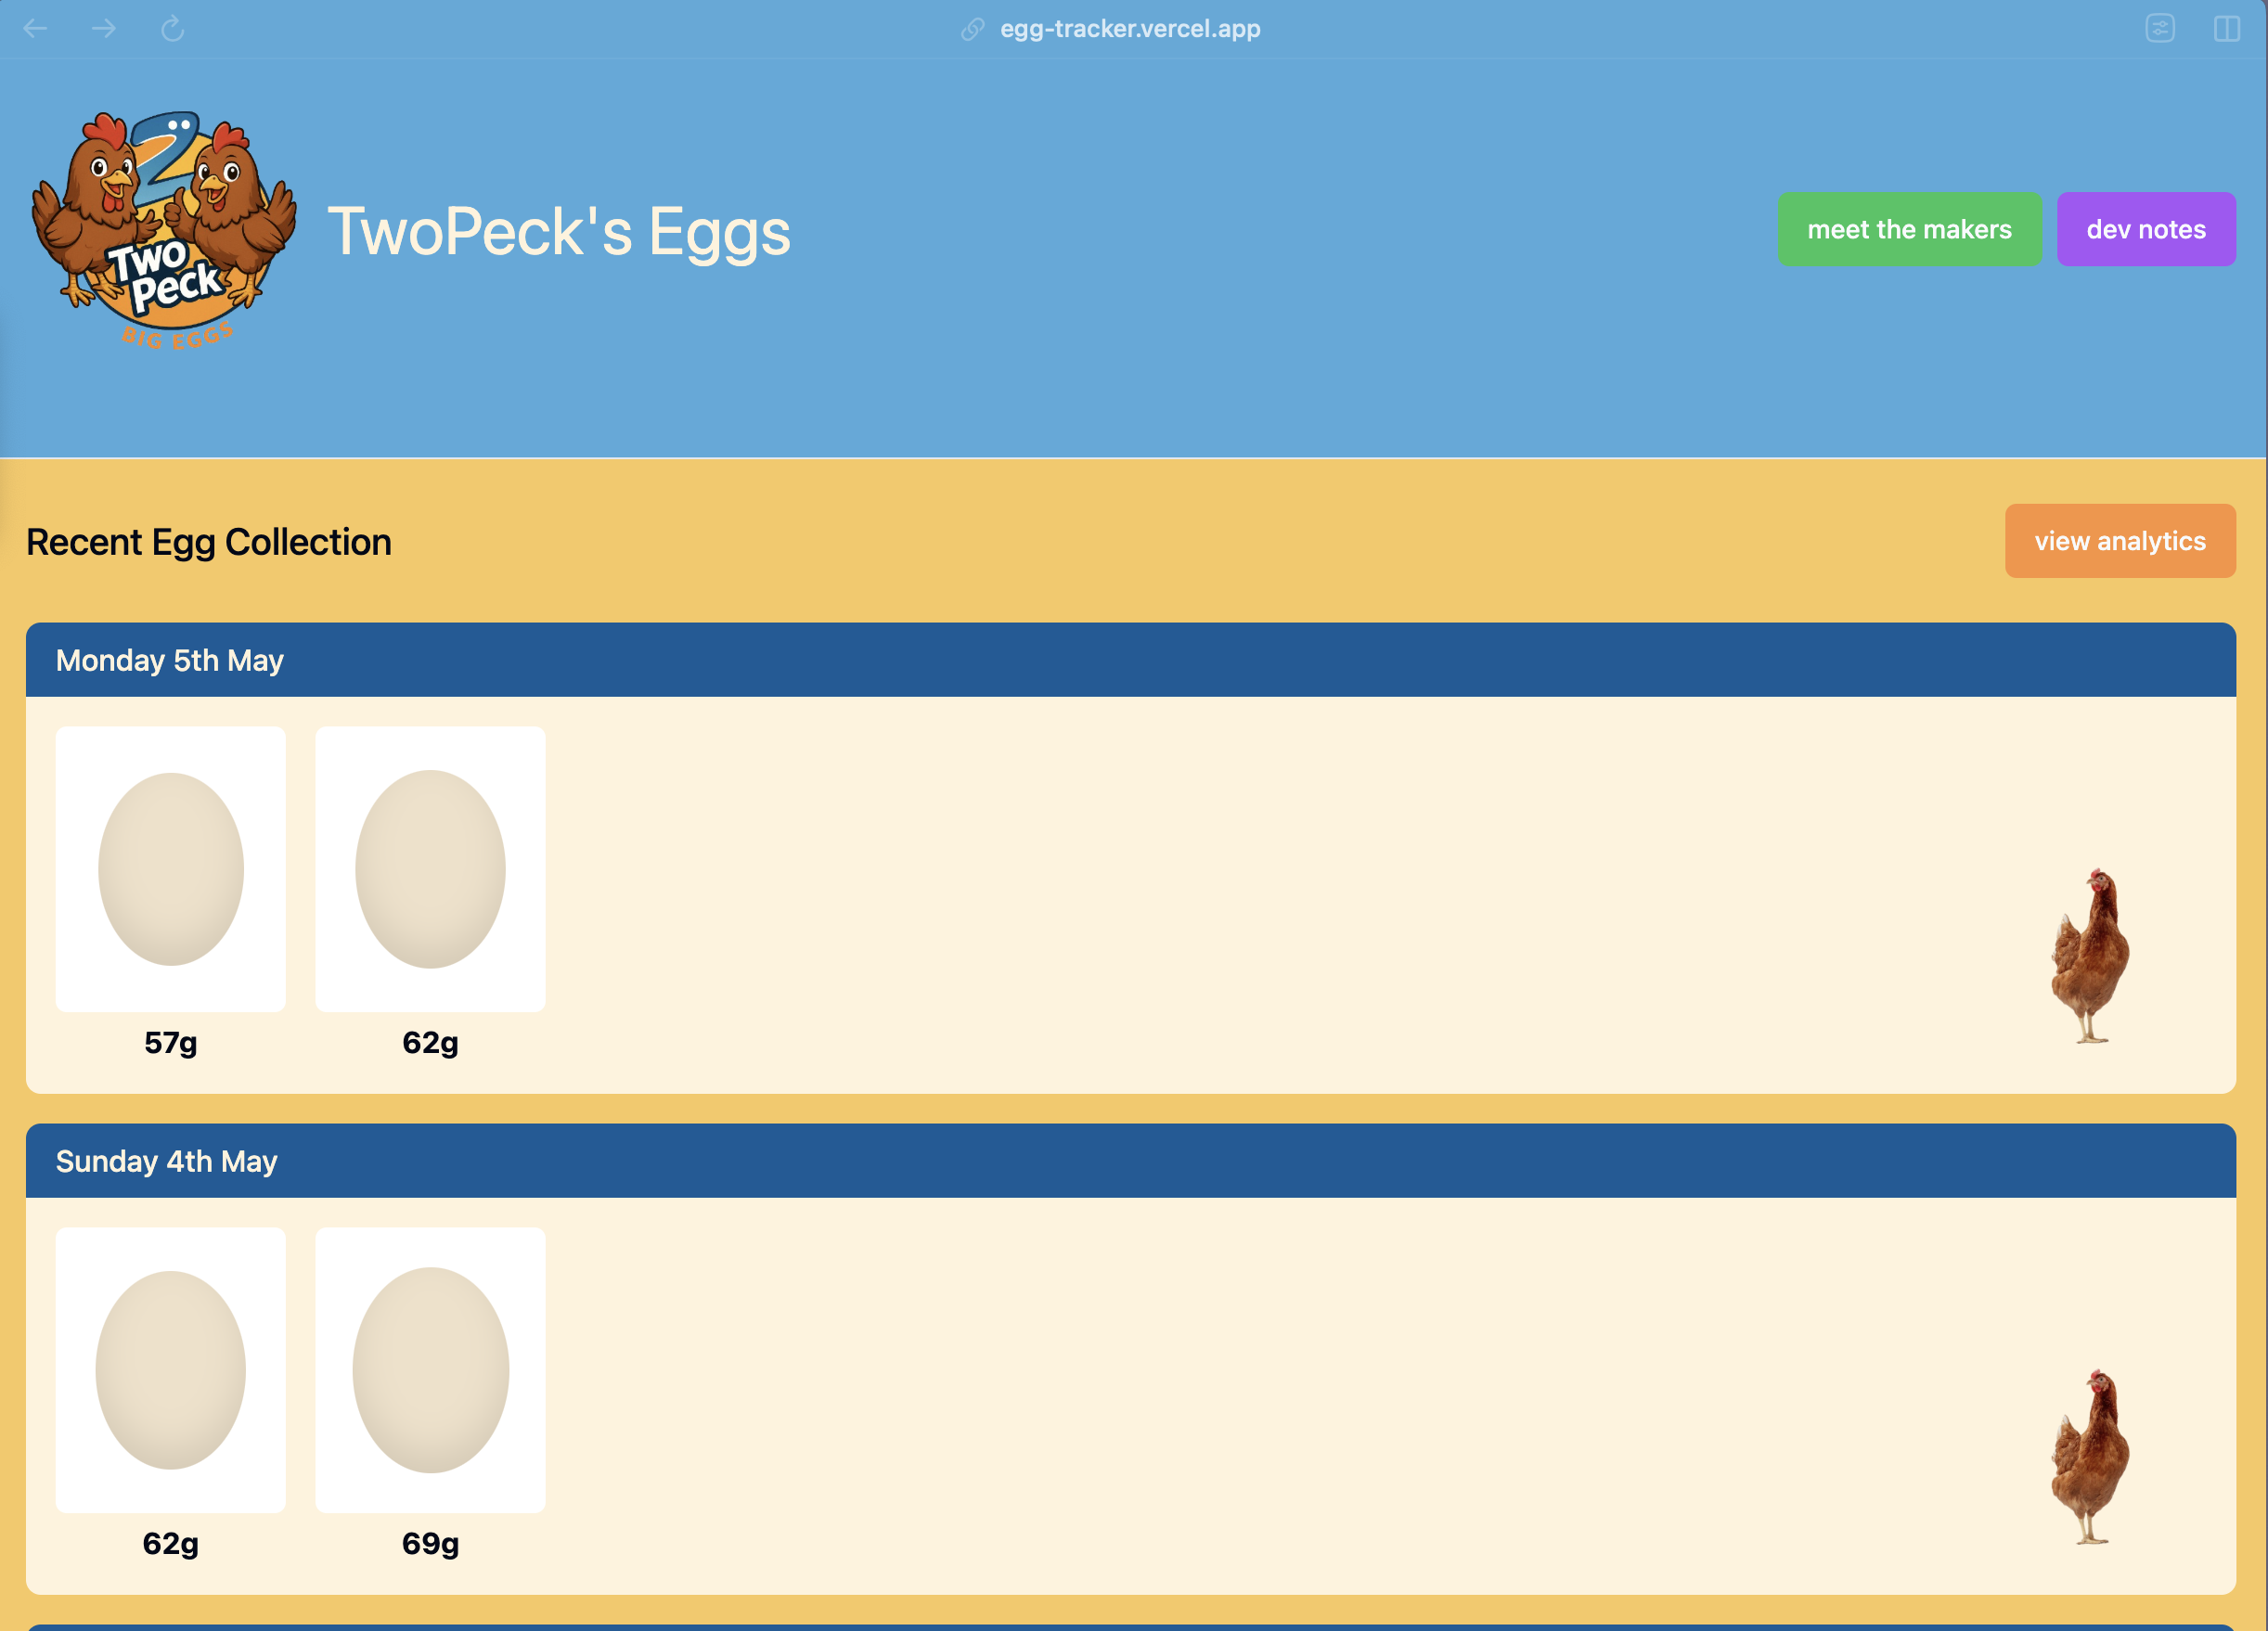 egg-tracker.vercel.app
2
Two
Peck
BIG EGGS
TwoPeck's Eggs
meet the makers
dev notes
Recent Egg Collection
view analytics
Monday 5th May
57g
62g
Sunday 4th May
62g
69g